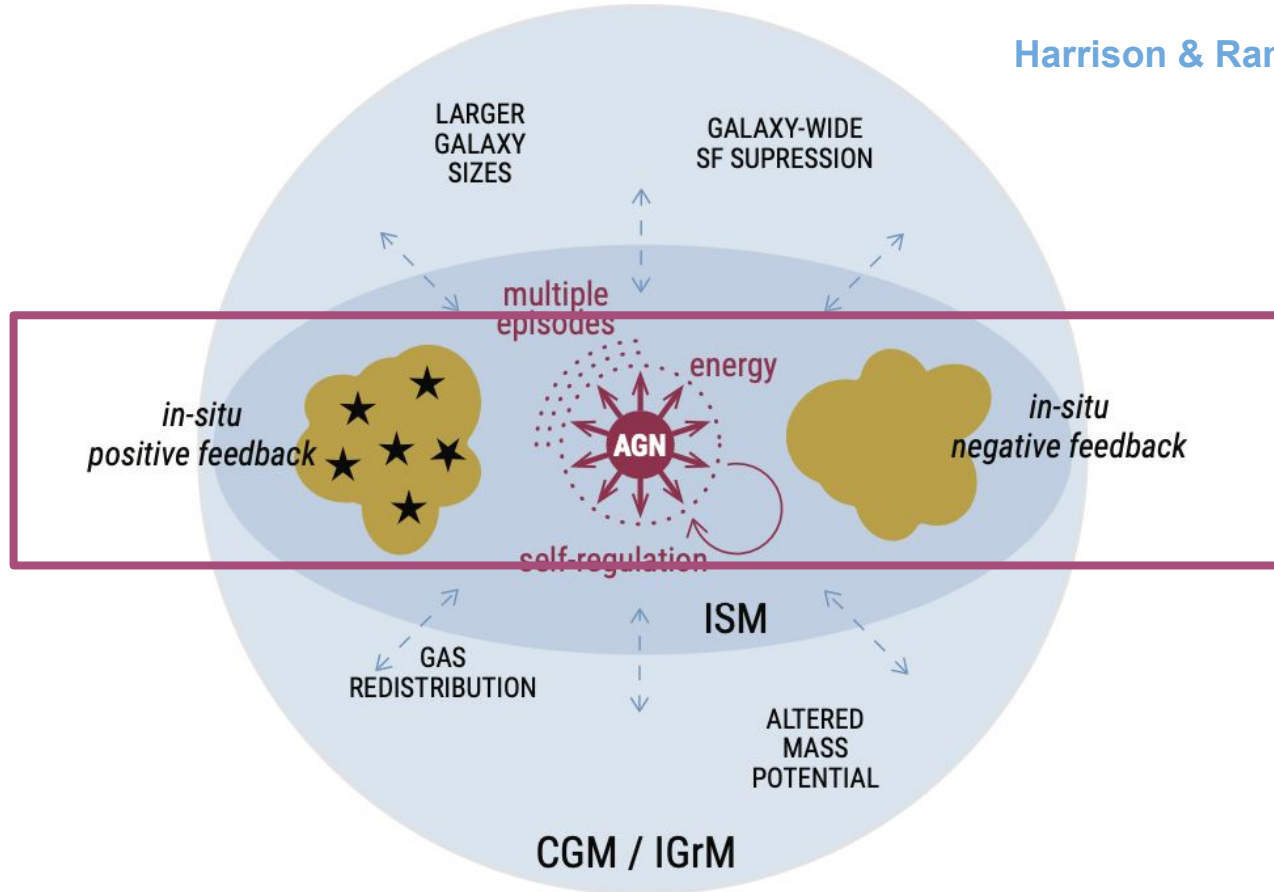 Harrison & Ram
LARGER
GALAXY
SIZES
GALAXY-WIDE
SF SUPRESSION
multiple
episodes
energy
in-situ
positive feedback
AGN
in-situ
negative feedback
self-regulation
ISM
GAS
REDISTRIBUTION
ALTERED
MASS
POTENTIAL
CGM / IGrM